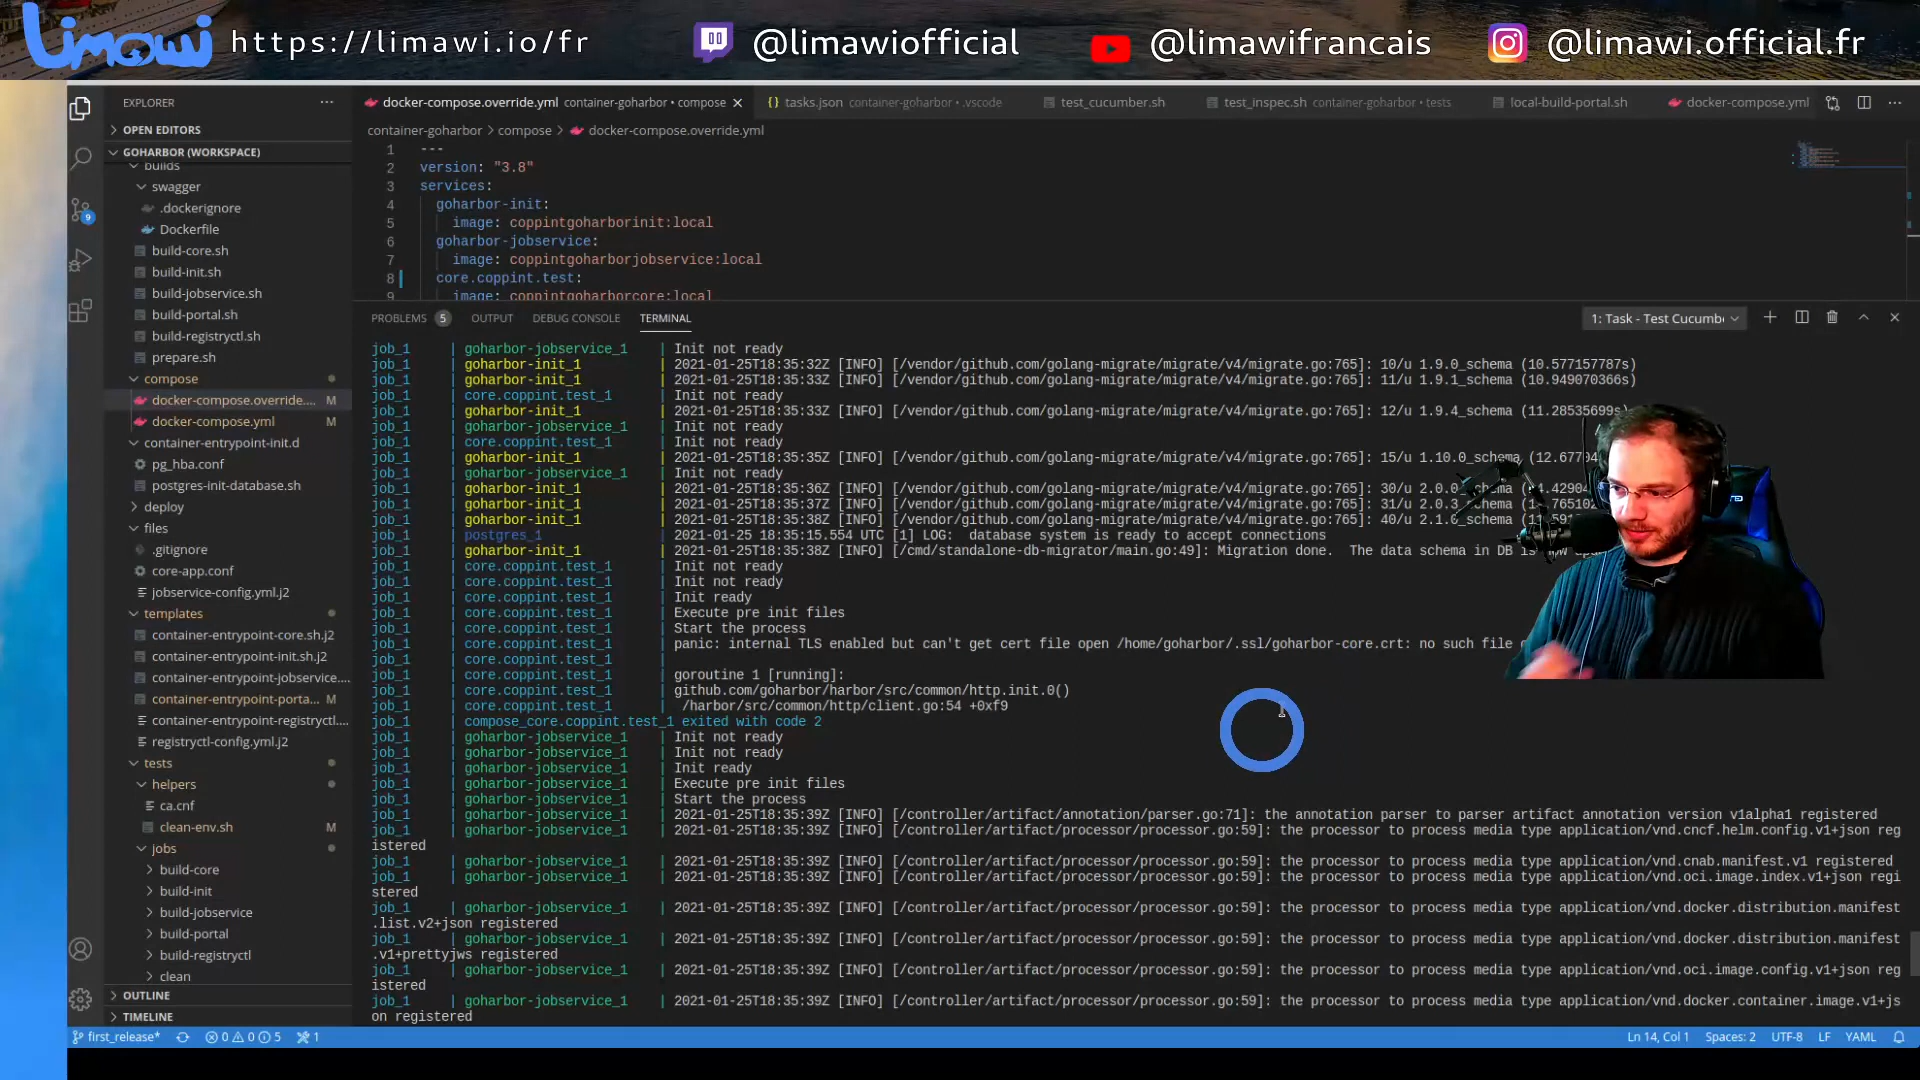 Limawi https://limawi.io/fr @limawiofficial @limawifrancais @limawi.official.fr
EXPLORER
OPEN EDITORS
GOHARBOR (WORKSPACE)
builds
swagger
.dockerignore
Dockerfile
build-core.sh
build-init.sh
build-jobservice.sh
build-portal.sh
build-registryctl.sh
prepare.sh
compose
docker-compose.override.... M
docker-compose.yml M
container-entrypoint-init.d
pg_hba.conf
postgres-init-database.sh
deploy
files
.gitignore
core-app.conf
jobservice-config.yml.j2
templates
container-entrypoint-core.sh.j2
container-entrypoint-init.sh.j2
container-entrypoint-jobservice....
container-entrypoint-porta... M
container-entrypoint-registryctl....
registryctl-config.yml.j2
tests
helpers
ca.cnf
clean-env.sh M
jobs
build-core
build-init
build-jobservice
build-portal
build-registryctl
clean
OUTLINE
TIMELINE
9
docker-compose.override.yml container-goharbor • compose
tasks.json container-goharbor • .vscode
test_cucumber.sh
test_inspec.sh container-goharbor • tests
local-build-portal.sh
docker-compose.yml
container-goharbor > compose > docker-compose.override.yml
1 ---
2 version: "3.8"
3 services:
4 goharbor-init:
5 image: coppintgoharborinit:local
6 goharbor-jobservice:
7 image: coppintgoharborjobservice:local
8 core.coppint.test:
9 image: coppintgoharborcore:local
PROBLEMS 5 OUTPUT DEBUG CONSOLE TERMINAL 1: Task - Test Cucumbe
job_1 | goharbor-jobservice_1 | Init not ready
job_1 | goharbor-init_1 | 2021-01-25T18:35:32Z [INFO] [/vendor/github.com/golang-migrate/migrate/v4/migrate.go:765]: 10/u 1.9.0_schema (10.577157787s)
job_1 | goharbor-init_1 | 2021-01-25T18:35:33Z [INFO] [/vendor/github.com/golang-migrate/migrate/v4/migrate.go:765]: 11/u 1.9.1_schema (10.949070366s)
job_1 | core.coppint.test_1 | Init not ready
job_1 | goharbor-init_1 | 2021-01-25T18:35:33Z [INFO] [/vendor/github.com/golang-migrate/migrate/v4/migrate.go:765]: 12/u 1.9.4_schema (11.28535699s)
job_1 | goharbor-jobservice_1 | Init not ready
job_1 | core.coppint.test_1 | Init not ready
job_1 | goharbor-init_1 | 2021-01-25T18:35:35Z [INFO] [/vendor/github.com/golang-migrate/migrate/v4/migrate.go:765]: 15/u 1.10.0_schema
job_1 | goharbor-jobservice_1 | Init not ready
job_1 | goharbor-init_1 | 2021-01-25T18:35:36Z [INFO] [/vendor/github.com/golang-migrate/migrate/v4/migrate.go:765]: 30/u
job_1 | goharbor-init_1 | 2021-01-25T18:35:37Z [INFO] [/vendor/github.com/golang-migrate/migrate/v4/migrate.go:765]: 31/u
job_1 | goharbor-init_1 | 2021-01-25T18:35:38Z [INFO] [/vendor/github.com/golang-migrate/migrate/v4/migrate.go:765]: 40/u
job_1 | postgres_1 | 2021-01-25 18:35:15.554 UTC [1] LOG: database system is ready to accept connections
job_1 | goharbor-init_1 | 2021-01-25T18:35:38Z [INFO] [/cmd/standalone-db-migrator/main.go:49]: Migration done. The data schema in DB is
job_1 | core.coppint.test_1 | Init not ready
job_1 | core.coppint.test_1 | Init not ready
job_1 | core.coppint.test_1 | Init ready
job_1 | core.coppint.test_1 | Execute pre init files
job_1 | core.coppint.test_1 | Start the process
job_1 | core.coppint.test_1 | panic: internal TLS enabled but can't get cert file open /home/goharbor/.ssl/goharbor-core.crt: no such file
job_1 | core.coppint.test_1 |
job_1 | core.coppint.test_1 | goroutine 1 [running]:
job_1 | core.coppint.test_1 | github.com/goharbor/harbor/src/common/http.init.0()
job_1 | core.coppint.test_1 | /harbor/src/common/http/client.go:54 +0xf9
job_1 | compose_core.coppint.test_1 exited with code 2
job_1 | goharbor-jobservice_1 | Init not ready
job_1 | goharbor-jobservice_1 | Init not ready
job_1 | goharbor-jobservice_1 | Init ready
job_1 | goharbor-jobservice_1 | Execute pre init files
job_1 | goharbor-jobservice_1 | Start the process
job_1 | goharbor-jobservice_1 | 2021-01-25T18:35:39Z [INFO] [/controller/artifact/annotation/parser.go:71]: the annotation parser to parser artifact annotation version v1alpha1 registered
job_1 | goharbor-jobservice_1 | 2021-01-25T18:35:39Z [INFO] [/controller/artifact/processor/processor.go:59]: the processor to process media type application/vnd.cncf.helm.config.v1+json reg
istered
job_1 | goharbor-jobservice_1 | 2021-01-25T18:35:39Z [INFO] [/controller/artifact/processor/processor.go:59]: the processor to process media type application/vnd.cnab.manifest.v1 registered
job_1 | goharbor-jobservice_1 | 2021-01-25T18:35:39Z [INFO] [/controller/artifact/processor/processor.go:59]: the processor to process media type application/vnd.oci.image.index.v1+json regi
stered
job_1 | goharbor-jobservice_1 | 2021-01-25T18:35:39Z [INFO] [/controller/artifact/processor/processor.go:59]: the processor to process media type application/vnd.docker.distribution.manifest
.list.v2+json registered
job_1 | goharbor-jobservice_1 | 2021-01-25T18:35:39Z [INFO] [/controller/artifact/processor/processor.go:59]: the processor to process media type application/vnd.docker.distribution.manifest
.v1+prettyjws registered
job_1 | goharbor-jobservice_1 | 2021-01-25T18:35:39Z [INFO] [/controller/artifact/processor/processor.go:59]: the processor to process media type application/vnd.oci.image.config.v1+json reg
istered
job_1 | goharbor-jobservice_1 | 2021-01-25T18:35:39Z [INFO] [/controller/artifact/processor/processor.go:59]: the processor to process media type application/vnd.docker.container.image.v1+js
on registered
first_release* 0 0 5 1 Ln 14, Col 1 Spaces: 2 UTF-8 LF YAML